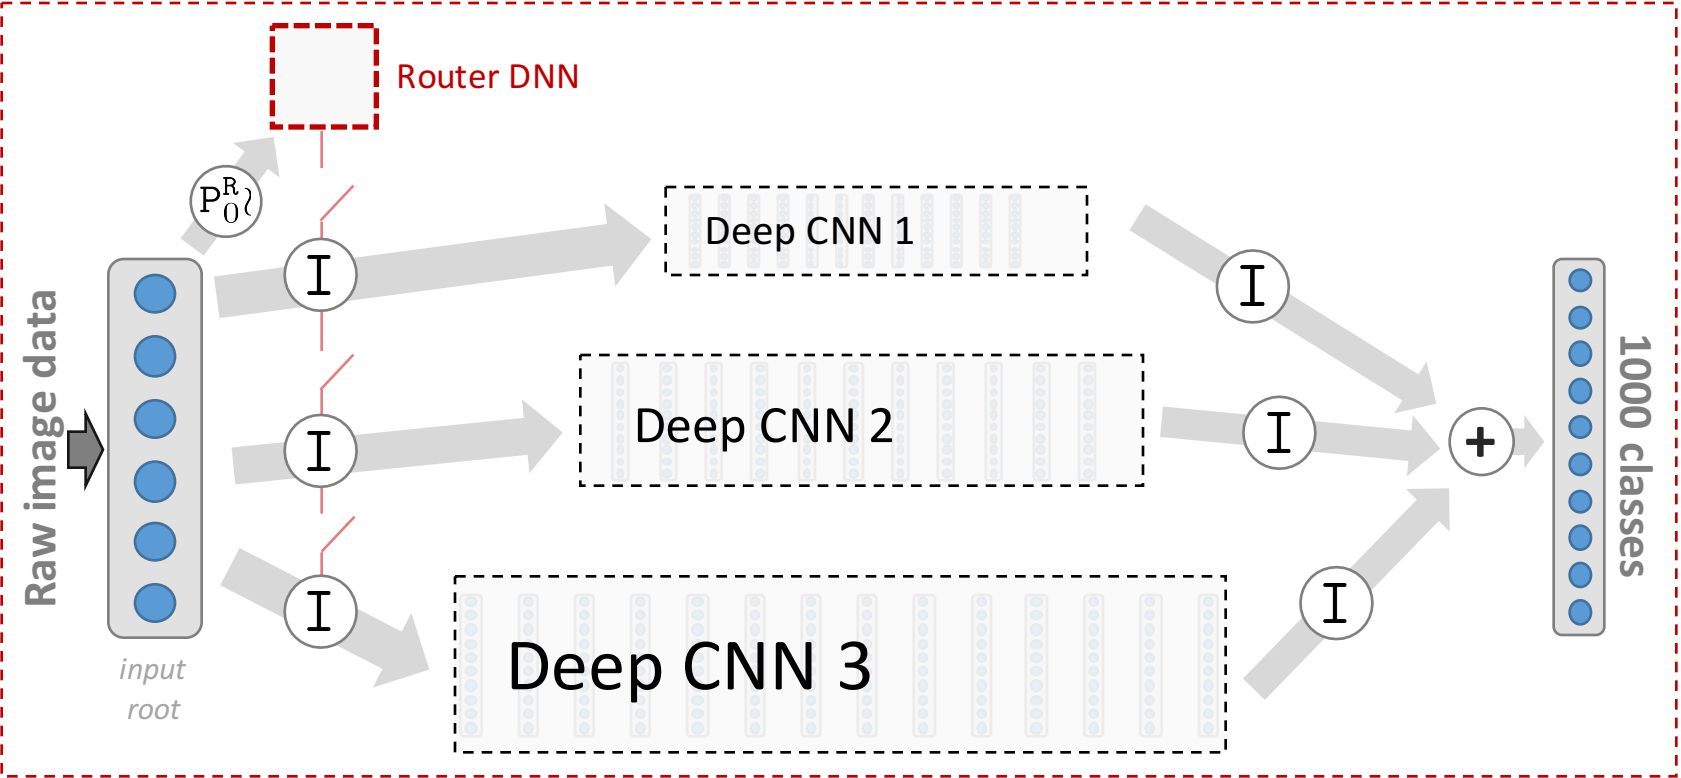 Router DNN
P₀ᴿ≀
I
Deep CNN 1
I
Raw image data
I
Deep CNN 2
I
+
1000 classes
I
Deep CNN 3
I
input
root